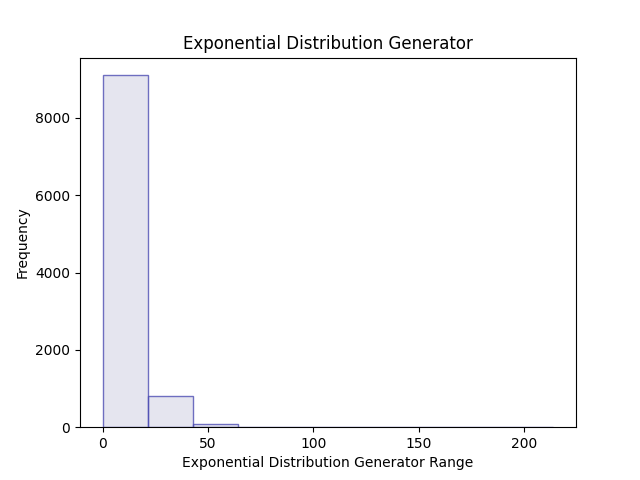 Exponential Distribution Generator
Frequency
8000
6000
4000
2000
0
0 50 100 150 200
Exponential Distribution Generator Range